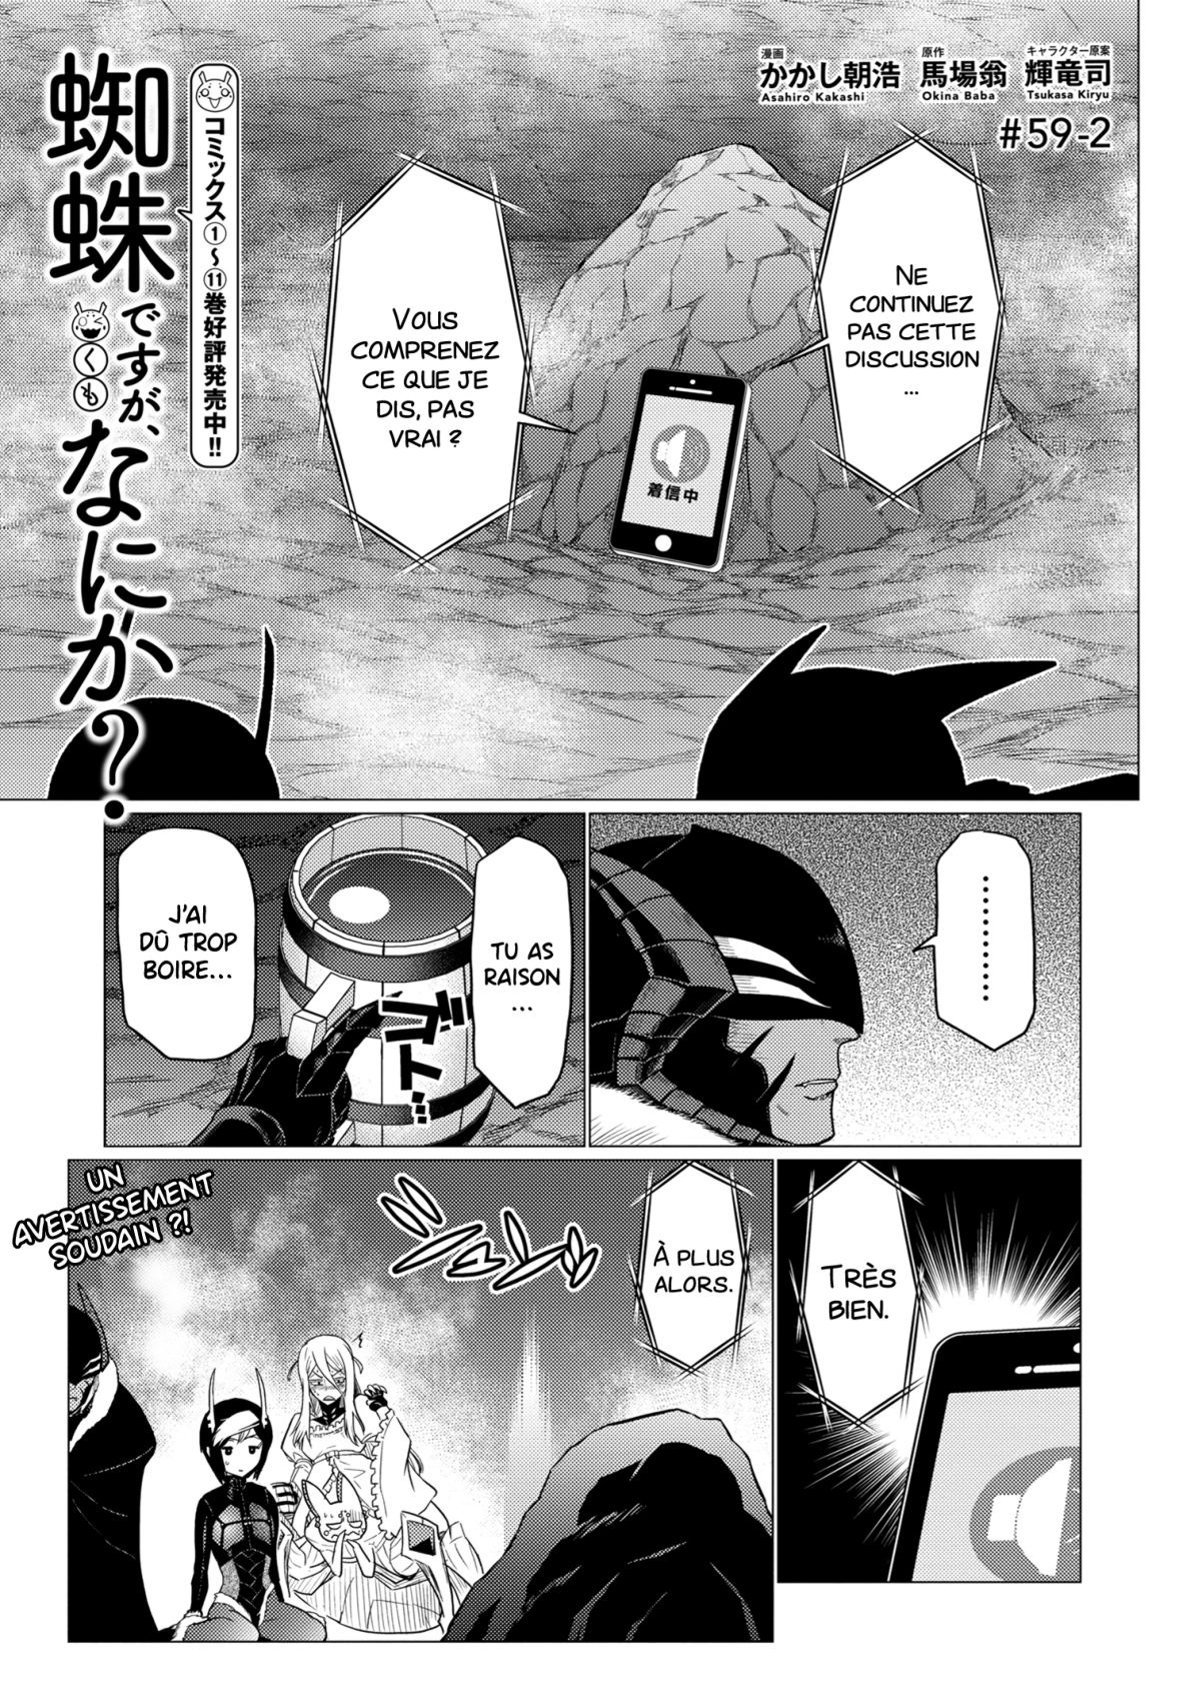 漫画
かかし朝浩
Asahiro Kakashi
原作
馬場翁
Okina Baba
キャラクター原案
輝竜司
Tsukasa Kiryu
#59-2
コミックス①～⑪巻好評発売中!!
蜘蛛ですが、なにか?
くも
NE
CONTINUEZ
PAS CETTE
DISCUSSION
...
VOUS
COMPRENEZ
CE QUE JE
DIS, PAS
VRAI ?
着信中
..........
TU AS
RAISON
...
J'AI
DÛ TROP
BOIRE...
ゴト...
TRÈS
BIEN.
À PLUS
ALORS.
UN
AVERTISSEMENT
SOUDAIN ?!